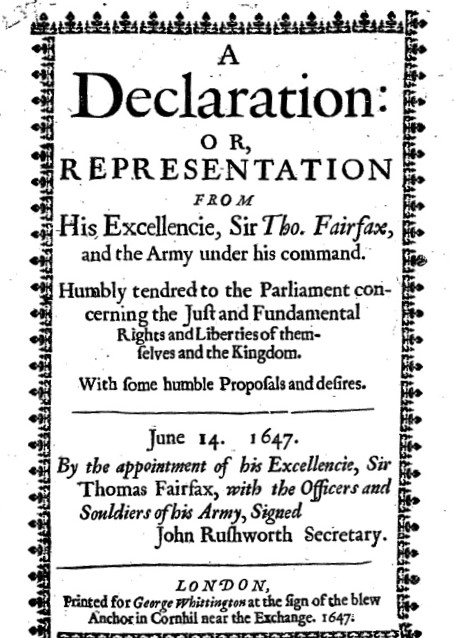 A
Declaration:
OR,
REPRESENTATION
FROM
His Excellencie, Sir Tho. Fairfax,
and the Army under his command.
Humbly tendred to the Parliament con-
cerning the Juſt and Fundamental
Rights and Liberties of them-
ſelves and the Kingdom.
With ſome humble Propoſals and deſires.
June 14. 1647.
By the appointment of his Excellencie, Sir
Thomas Fairfax, with the Officers and
Souldiers of his Army, Signed
John Ruſhworth Secretary.
LONDON,
Printed for George Whittington at the ſign of the blew
Anchor in Cornhil near the Exchange. 1647.